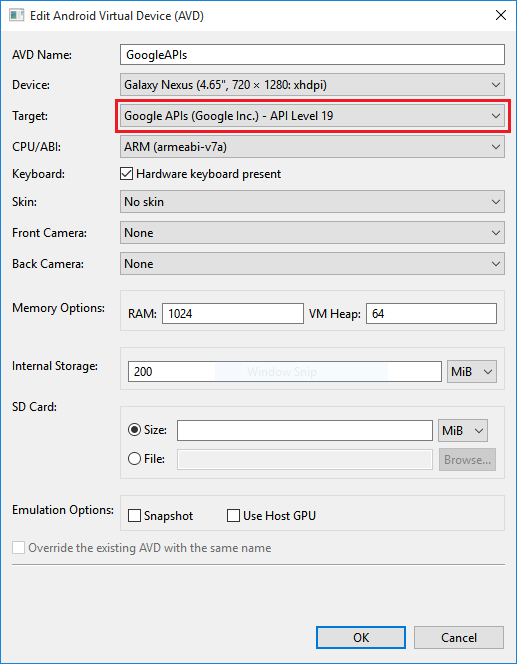 Edit Android Virtual Device (AVD)
AVD Name: GoogleAPIs
Device: Galaxy Nexus (4.65", 720 × 1280: xhdpi)
Target: Google APIs (Google Inc.) - API Level 19
CPU/ABI: ARM (armeabi-v7a)
Keyboard: Hardware keyboard present
Skin: No skin
Front Camera: None
Back Camera: None
Memory Options: RAM: 1024 VM Heap: 64
Internal Storage: 200 Window Snip MiB
SD Card:
Size: MiB
File: Browse...
Emulation Options: Snapshot Use Host GPU
Override the existing AVD with the same name
OK Cancel